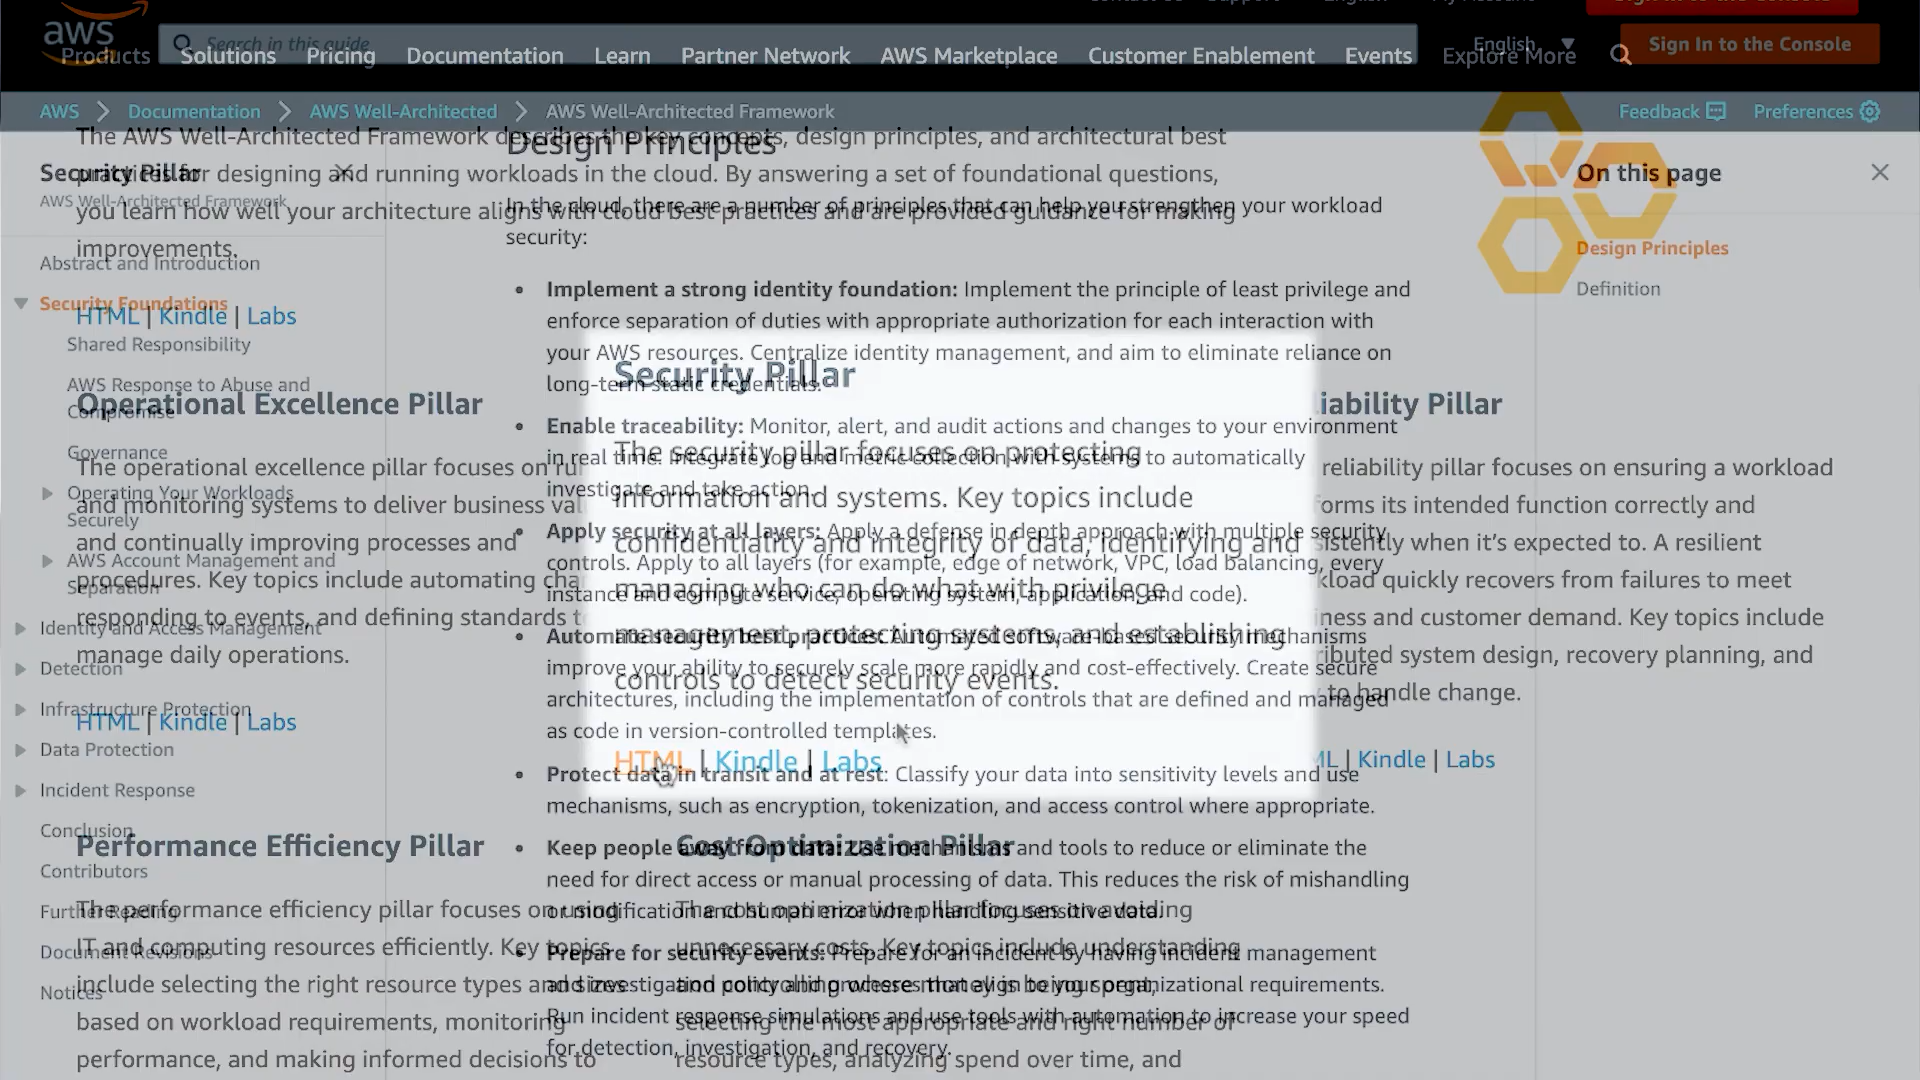 Contact Us Support English My Account Sign In to the Console
aws
Search in this guide
English
Sign In to the Console
Products Solutions Pricing Documentation Learn Partner Network AWS Marketplace Customer Enablement Events Explore More
AWS Documentation AWS Well-Architected AWS Well-Architected Framework
Feedback Preferences
The AWS Well-Architected Framework describes the key concepts, design principles, and architectural best
practices for designing and running workloads in the cloud. By answering a set of foundational questions,
you learn how well your architecture aligns with cloud best practices and are provided guidance for making
improvements.
HTML | Kindle | Labs
Operational Excellence Pillar
The operational excellence pillar focuses on ru
and monitoring systems to deliver business val
and continually improving processes and
procedures. Key topics include automating cha
responding to events, and defining standards t
manage daily operations.
HTML | Kindle | Labs
Security Pillar
The security pillar focuses on protecting
information and systems. Key topics include
confidentiality and integrity of data, identifying and
managing who can do what with privilege
management, protecting systems, and establishing
controls to detect security events.
HTML | Kindle | Labs
iability Pillar
reliability pillar focuses on ensuring a workload
orms its intended function correctly and
sistently when it's expected to. A resilient
kload quickly recovers from failures to meet
ness and customer demand. Key topics include
ributed system design, recovery planning, and
to handle change.
ML | Kindle | Labs
Performance Efficiency Pillar
The performance efficiency pillar focuses on using
IT and computing resources efficiently. Key topics
include selecting the right resource types and sizes
based on workload requirements, monitoring
performance, and making informed decisions to
Cost Optimization Pillar
The cost optimization pillar focuses on avoiding
unnecessary costs. Key topics include understanding
and controlling where money is being spent,
selecting the most appropriate and right number of
resource types, analyzing spend over time, and
Security Pillar
AWS Well-Architected Framework
Abstract and Introduction
Security Foundations
Shared Responsibility
AWS Response to Abuse and
Compromise
Governance
Operating Your Workloads
Securely
AWS Account Management and
Separation
Identity and Access Management
Detection
Infrastructure Protection
Data Protection
Incident Response
Conclusion
Contributors
Further Reading
Document Revisions
Notices
Design Principles
In the cloud, there are a number of principles that can help you strengthen your workload
security:
• Implement a strong identity foundation: Implement the principle of least privilege and
enforce separation of duties with appropriate authorization for each interaction with
your AWS resources. Centralize identity management, and aim to eliminate reliance on
long-term static credentials.
• Enable traceability: Monitor, alert, and audit actions and changes to your environment
in real time. Integrate log and metric collection with systems to automatically
investigate and take action.
• Apply security at all layers: Apply a defense in depth approach with multiple security
controls. Apply to all layers (for example, edge of network, VPC, load balancing, every
instance and compute service, operating system, application, and code).
• Automate security best practices: Automated software-based security mechanisms
improve your ability to securely scale more rapidly and cost-effectively. Create secure
architectures, including the implementation of controls that are defined and managed
as code in version-controlled templates.
• Protect data in transit and at rest: Classify your data into sensitivity levels and use
mechanisms, such as encryption, tokenization, and access control where appropriate.
• Keep people away from data: Use mechanisms and tools to reduce or eliminate the
need for direct access or manual processing of data. This reduces the risk of mishandling
or modification and human error when handling sensitive data.
• Prepare for security events: Prepare for an incident by having incident management
and investigation policy and processes that align to your organizational requirements.
Run incident response simulations and use tools with automation to increase your speed
for detection, investigation, and recovery.
On this page
Design Principles
Definition